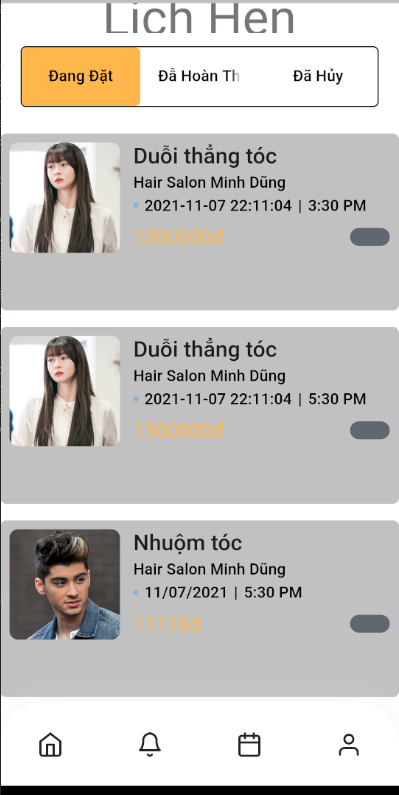 Lịch Hẹn
Đang Đặt
Đẫ Hoàn Th
Đã Hủy
Duỗi thẳng tóc
Hair Salon Minh Dũng
2021-11-07 22:11:04 | 3:30 PM
1300000đ
Duỗi thẳng tóc
Hair Salon Minh Dũng
2021-11-07 22:11:04 | 5:30 PM
1300000đ
Nhuộm tóc
Hair Salon Minh Dũng
11/07/2021 | 5:30 PM
11110đ